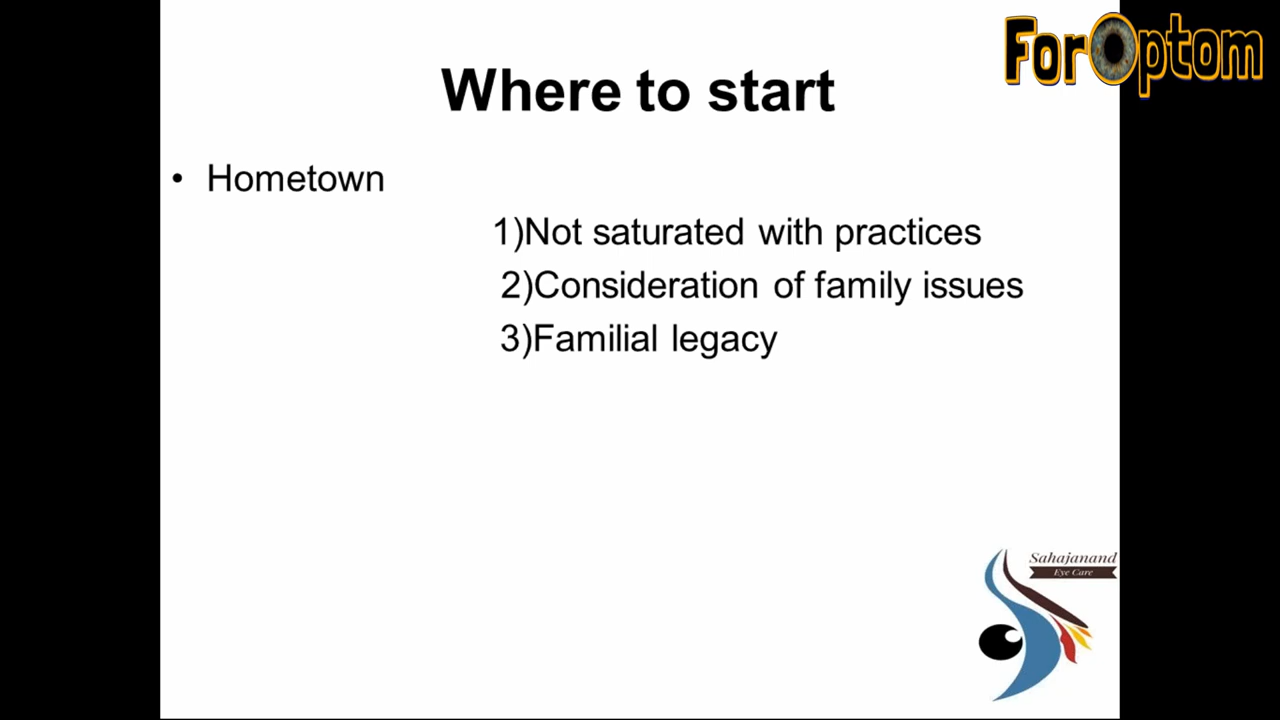 ForOptom
Where to start
• Hometown
1)Not saturated with practices
2)Consideration of family issues
3)Familial legacy
Sahajanand
Eye Care